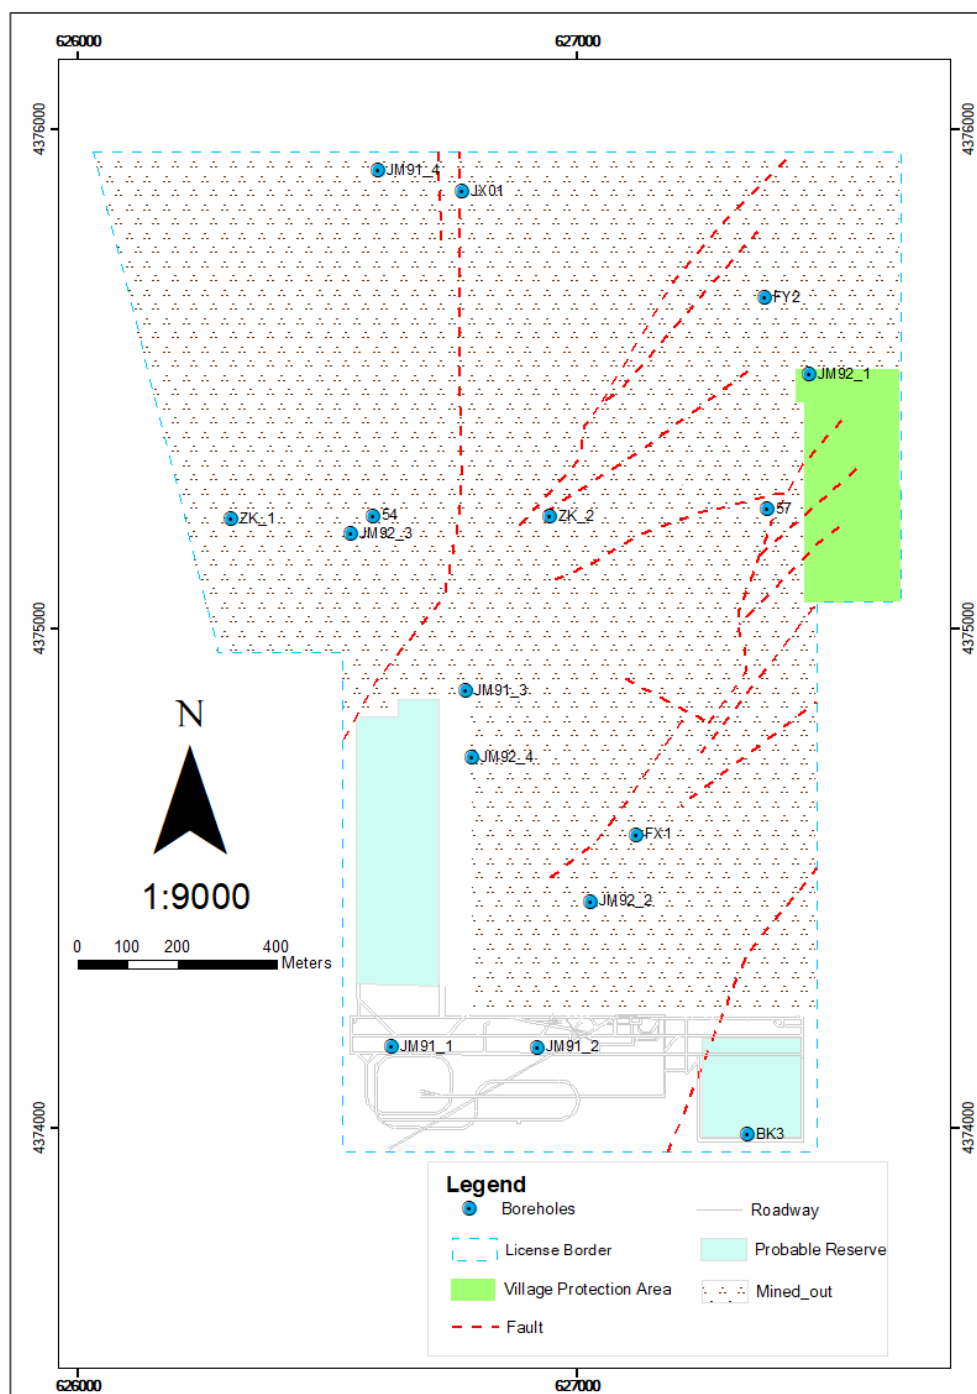 626000 627000
4376000 4376000
JM91_4
JX01
FY2
JM92_1
ZK_1 54 ZK_2 57
JM92_3
4375000 4375000
JM91_3
N
JM92_4
FX1
1:9000
JM92_2
0 100 200 400
Meters
JM91_1 JM91_2
4374000 4374000
BK3
Legend
Boreholes Roadway
License Border Probable Reserve
Village Protection Area Mined_out
Fault
626000 627000